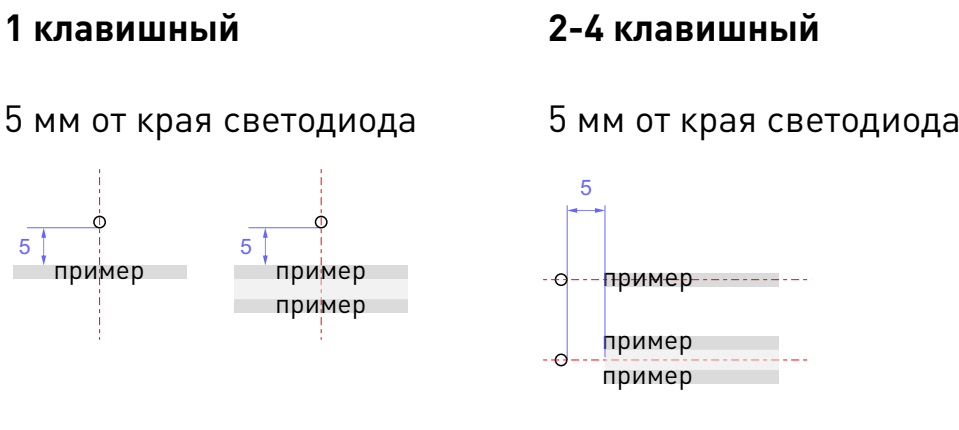 1 клавишный
5 мм от края светодиода
5
пример
5
пример
пример
2-4 клавишный
5 мм от края светодиода
5
пример
пример
пример